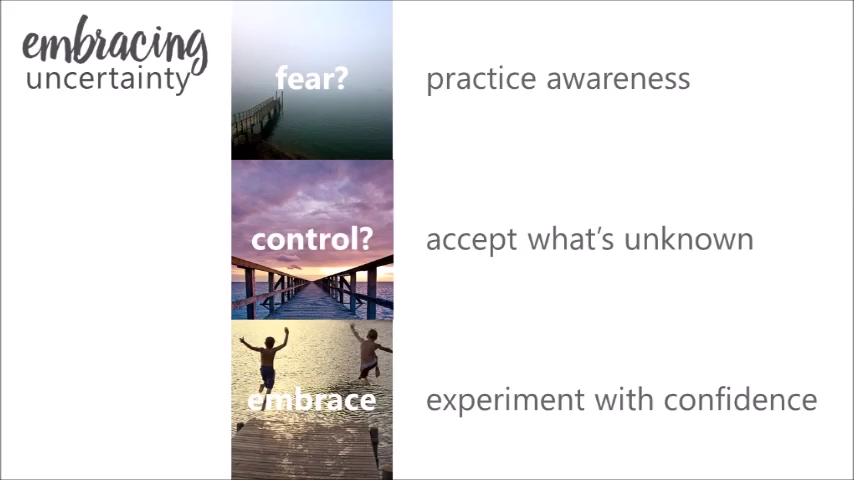 embracing
uncertainty
fear?
practice awareness
control?
accept what's unknown
embrace
experiment with confidence